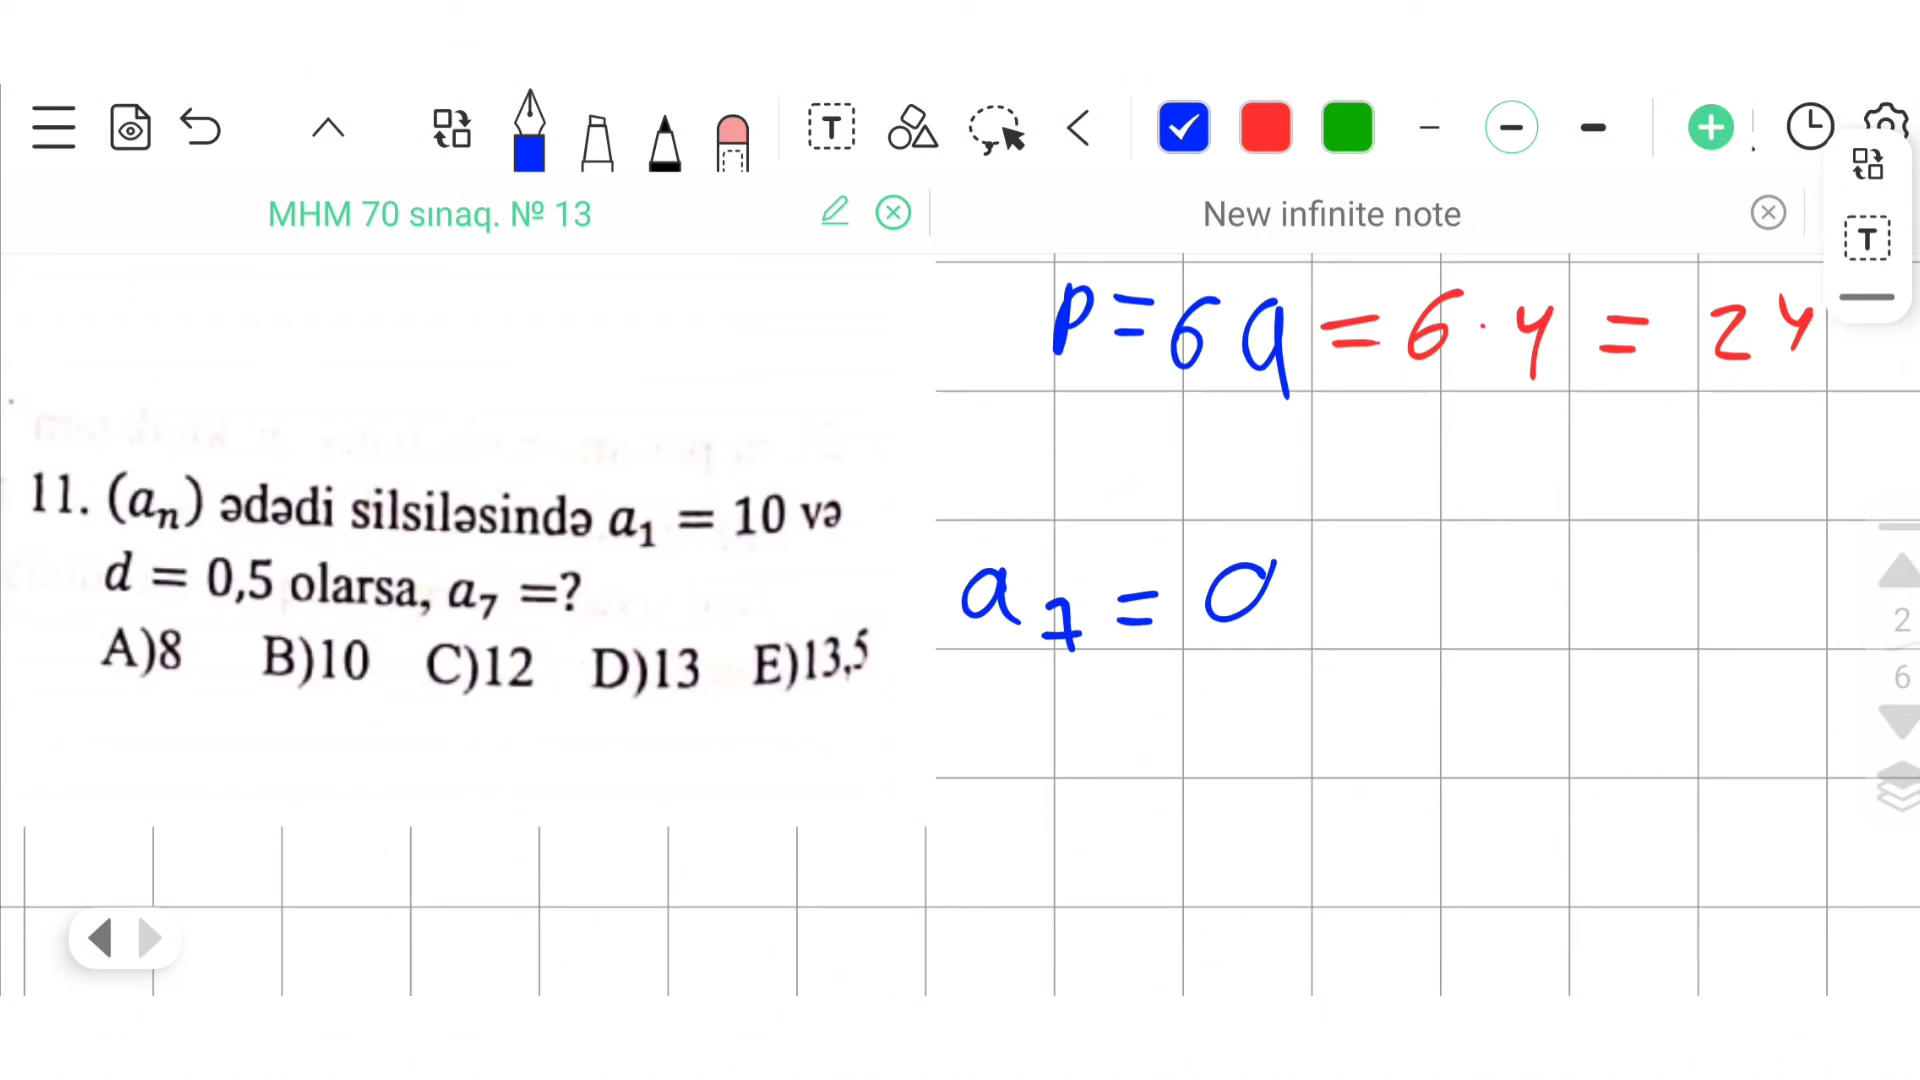 MHM 70 sınaq. № 13
New infinite note
T
T
p = 6a = 6 · 4 = 24
11. (aₙ) ədədi silsiləsində a₁ = 10 və
d = 0,5 olarsa, a₇ =?
A)8 B)10 C)12 D)13 E)13,5
a₇ = a
2
6